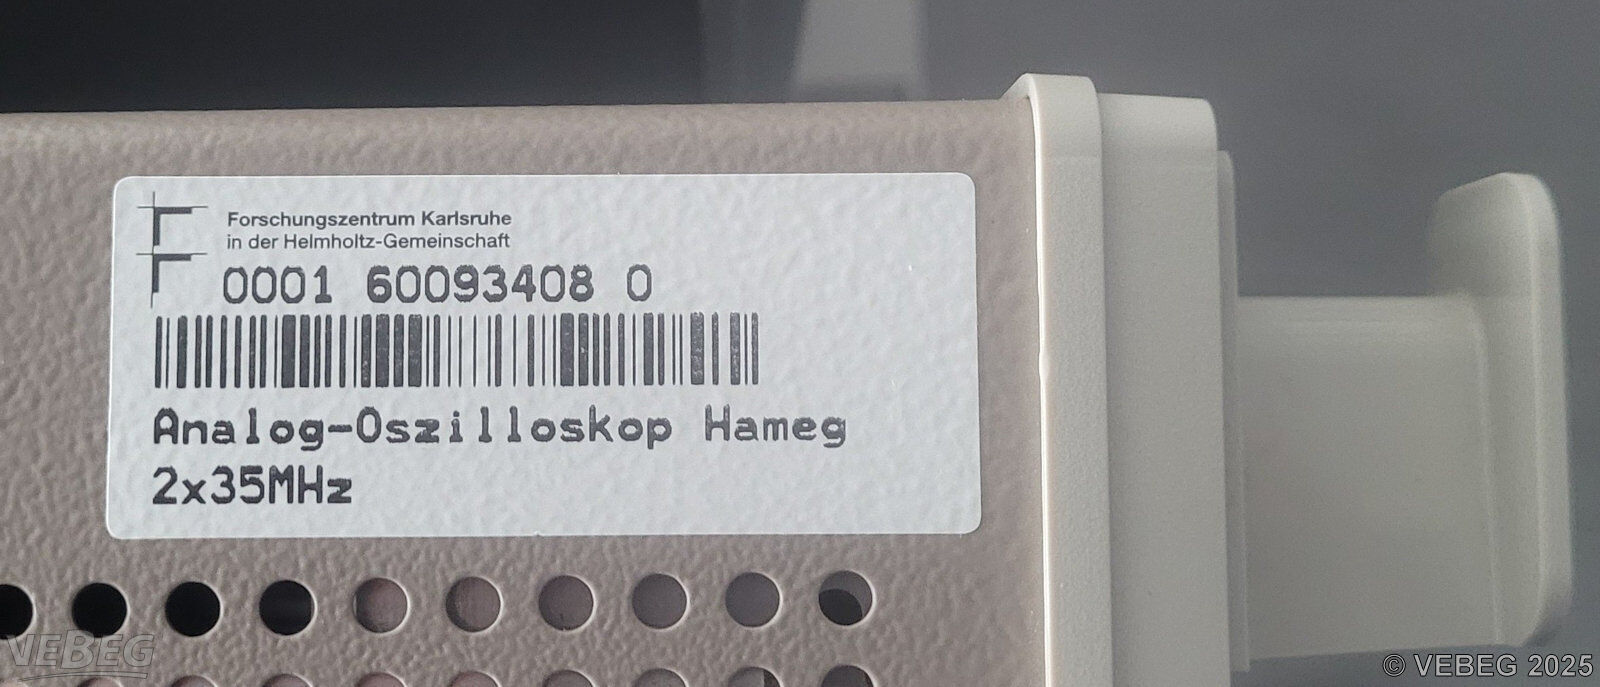 Forschungszentrum Karlsruhe
in der Helmholtz-Gemeinschaft
0001 60093408 0
Analog-Oszilloskop Hameg
2x35MHz
VEBEG
© VEBEG 2025